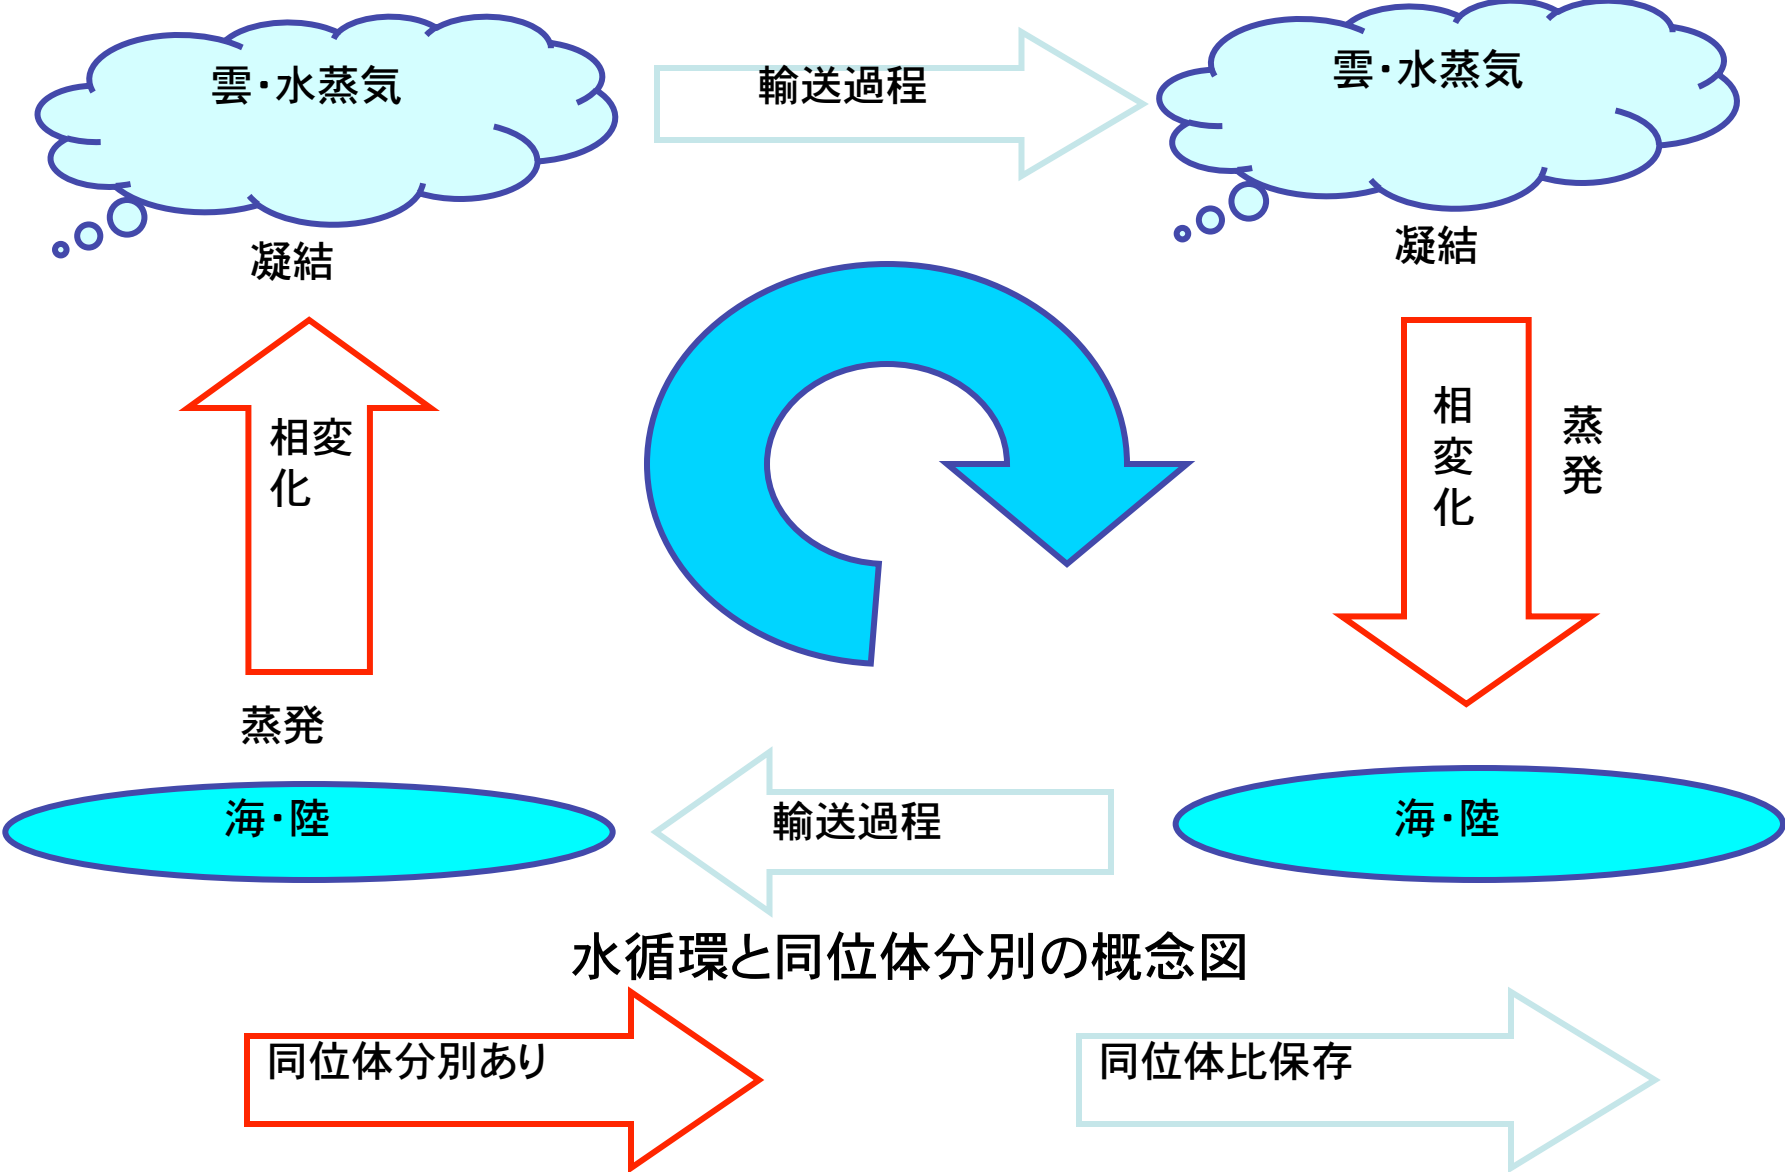 雲・水蒸気
輸送過程
雲・水蒸気
凝結
凝結
相変
化
相
変
化
蒸
発
蒸発
海・陸
輸送過程
海・陸
水循環と同位体分別の概念図
同位体分別あり
同位体比保存